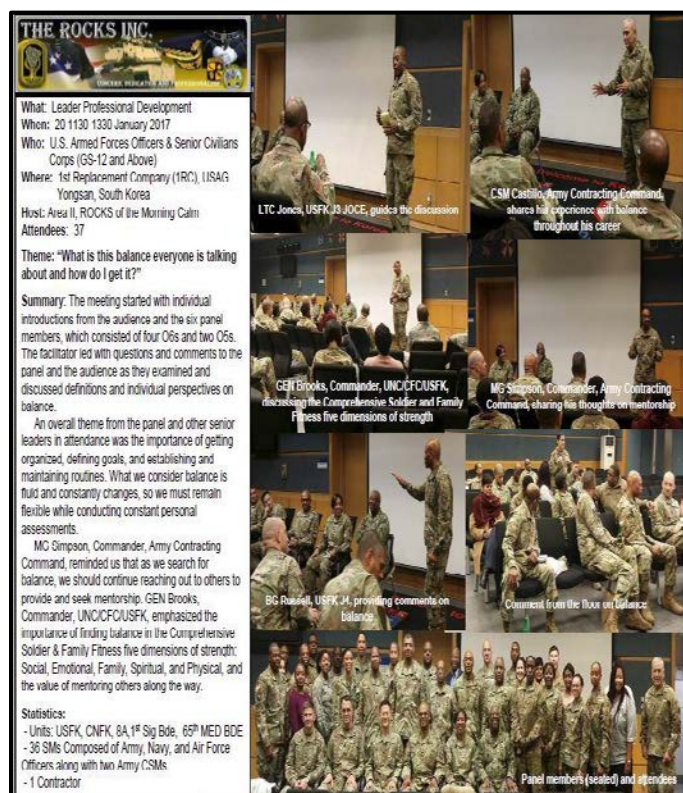 THE ROCKS INC.
CONCERN, DEDICATION AND PROFESSIONALISM
What: Leader Professional Development
When: 20 1130 1330 January 2017
Who: U.S. Armed Forces Officers & Senior Civilians
Corps (GS-12 and Above)
Where: 1st Replacement Company (1RC), USAG
Yongsan, South Korea
Host: Area II, ROCKS of the Morning Calm
Attendees: 37
Theme: "What is this balance everyone is talking
about and how do I get it?"
Summary: The meeting started with individual
introductions from the audience and the six panel
members, which consisted of four O6s and two O5s.
The facilitator led with questions and comments to the
panel and the audience as they examined and
discussed definitions and individual perspectives on
balance.
An overall theme from the panel and other senior
leaders in attendance was the importance of getting
organized, defining goals, and establishing and
maintaining routines. What we consider balance is
fluid and constantly changes, so we must remain
flexible while conducting constant personal
assessments.
MG Simpson, Commander, Army Contracting
Command, reminded us that as we search for
balance, we should continue reaching out to others to
provide and seek mentorship. GEN Brooks,
Commander, UNC/CFC/USFK, emphasized the
importance of finding balance in the Comprehensive
Soldier & Family Fitness five dimensions of strength:
Social, Emotional, Family, Spiritual, and Physical, and
the value of mentoring others along the way.
Statistics:
- Units: USFK, CNFK, 8A,1st Sig Bde, 65th MED BDE
- 36 SMs Composed of Army, Navy, and Air Force
Officers along with two Army CSMs
- 1 Contractor
LTC Jones, USFK J3 JOCE, guides the discussion
CSM Castillo, Army Contracting Command,
shares his experience with balance
throughout his career
GEN Brooks, Commander, UNC/CFC/USFK,
discussing the Comprehensive Soldier and Family
Fitness five dimensions of strength
MG Simpson, Commander, Army Contracting
Command, sharing his thoughts on mentorship
BG Russell, USFK J4, providing comments on
balance
Comment from the floor on balance
Panel members (seated) and attendees